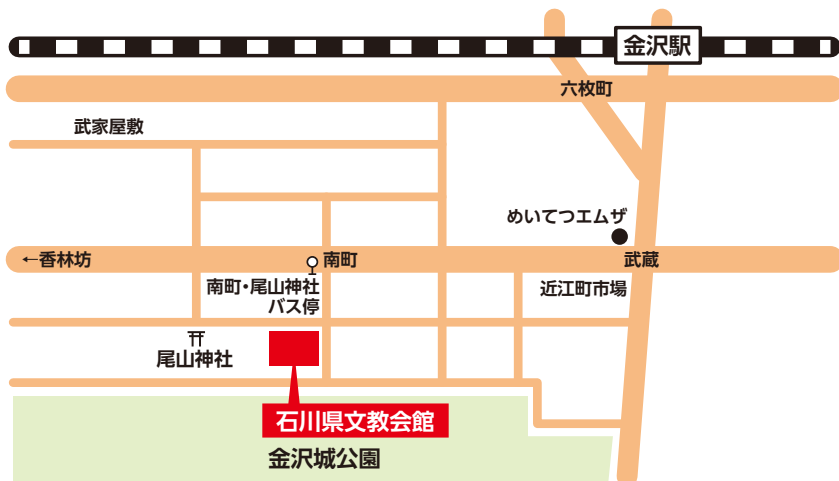 金沢駅
六枚町
武家屋敷
めいてつエムザ
←香林坊
南町
武蔵
南町・尾山神社
バス停
近江町市場
尾山神社
石川県文教会館
金沢城公園